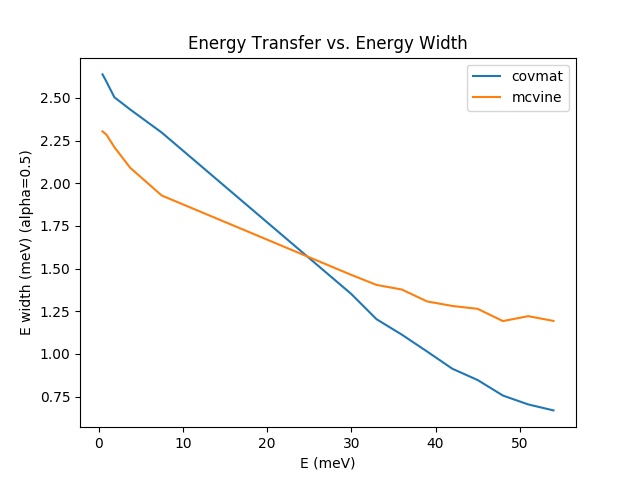 Energy Transfer vs. Energy Width
covmat
mcvine
E width (meV) (alpha=0.5)
2.50
2.25
2.00
1.75
1.50
1.25
1.00
0.75
0 10 20 30 40 50
E (meV)